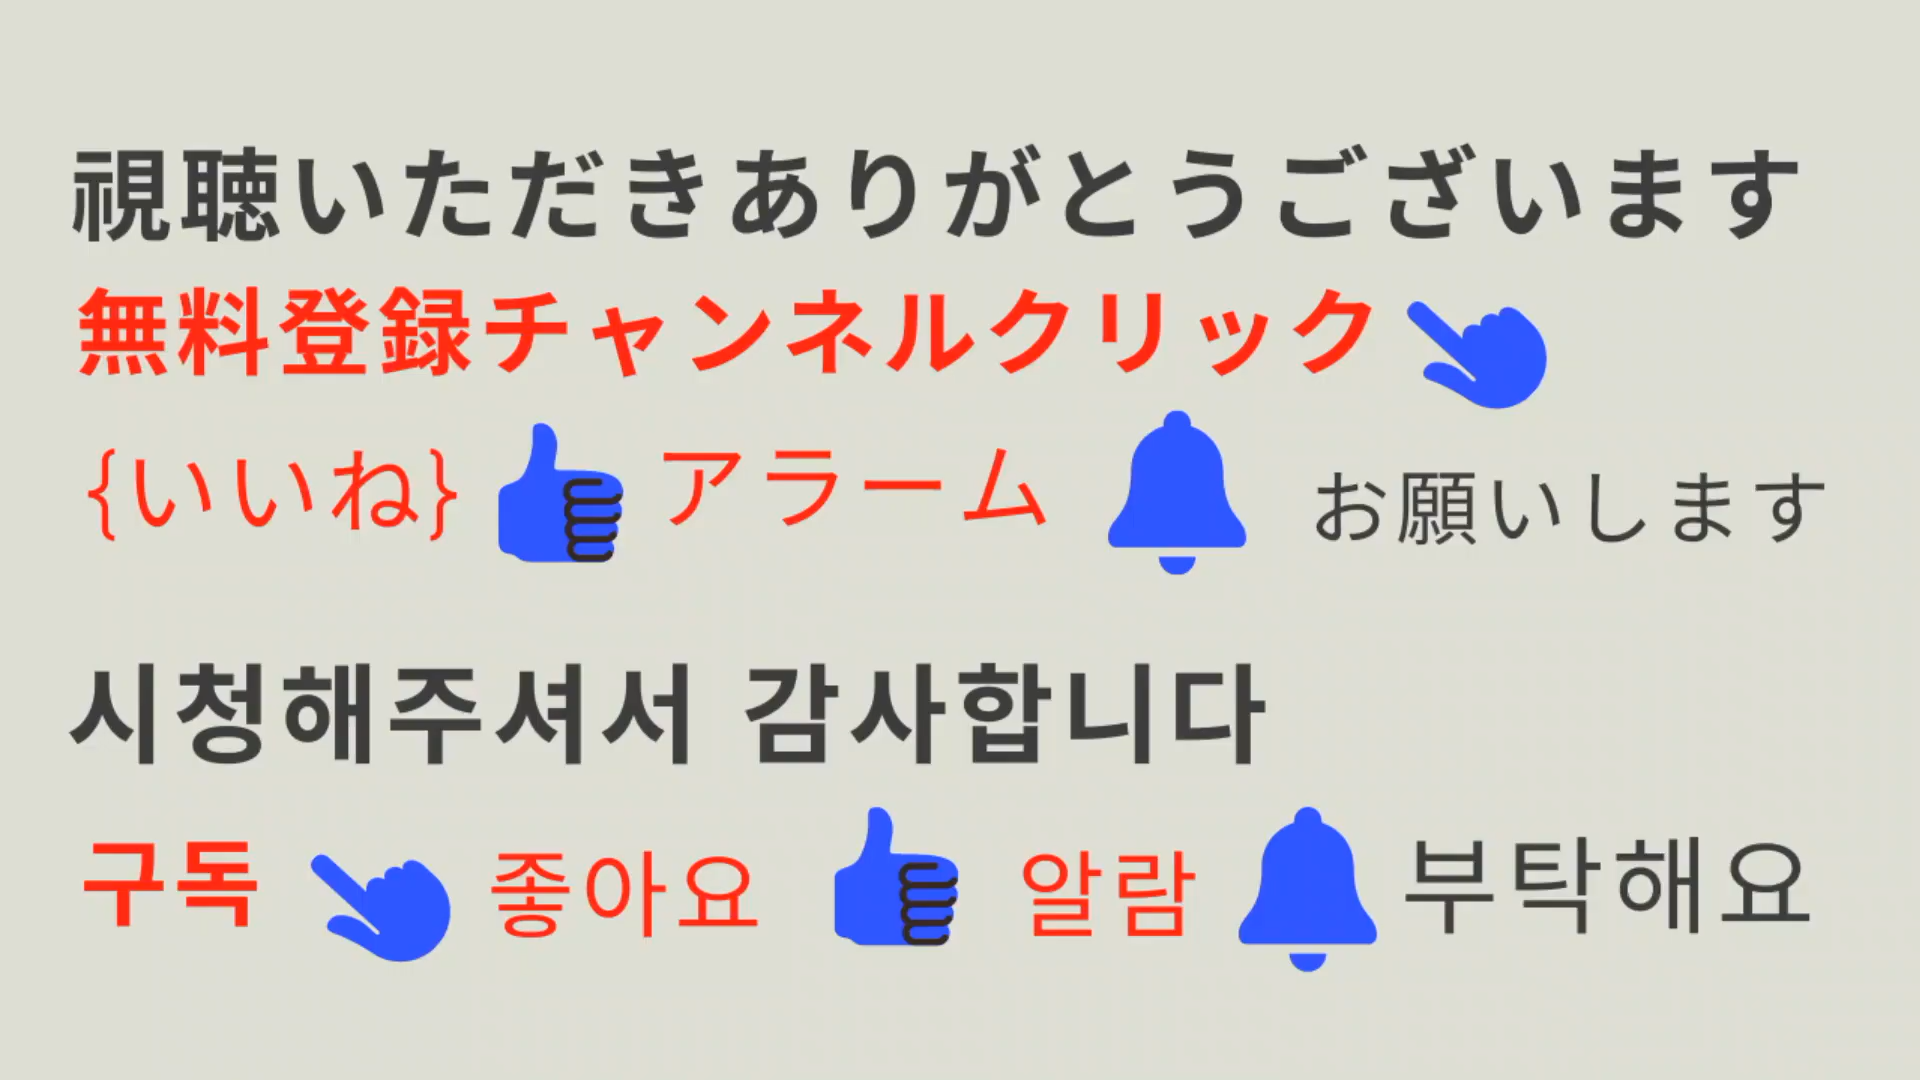 視聴いただきありがとうございます
無料登録チャンネルクリック
{いいね} アラーム お願いします
시청해주셔서 감사합니다
구독 좋아요 알람 부탁해요